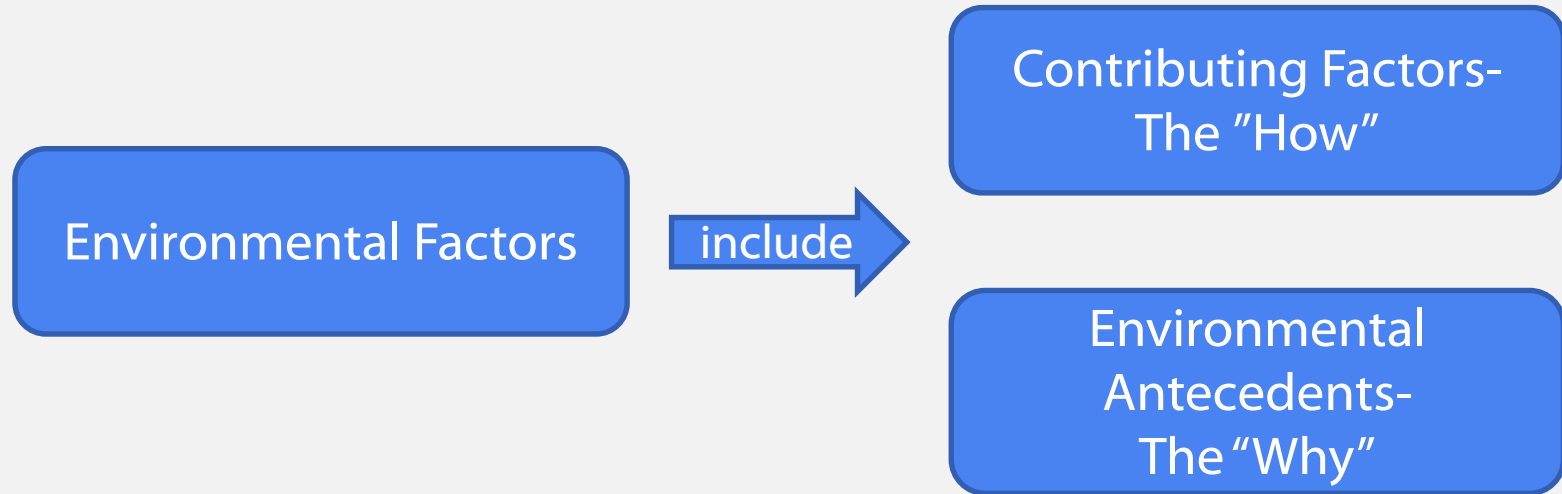 Environmental Factors
include
Contributing Factors-
The ”How”
Environmental
Antecedents-
The “Why”